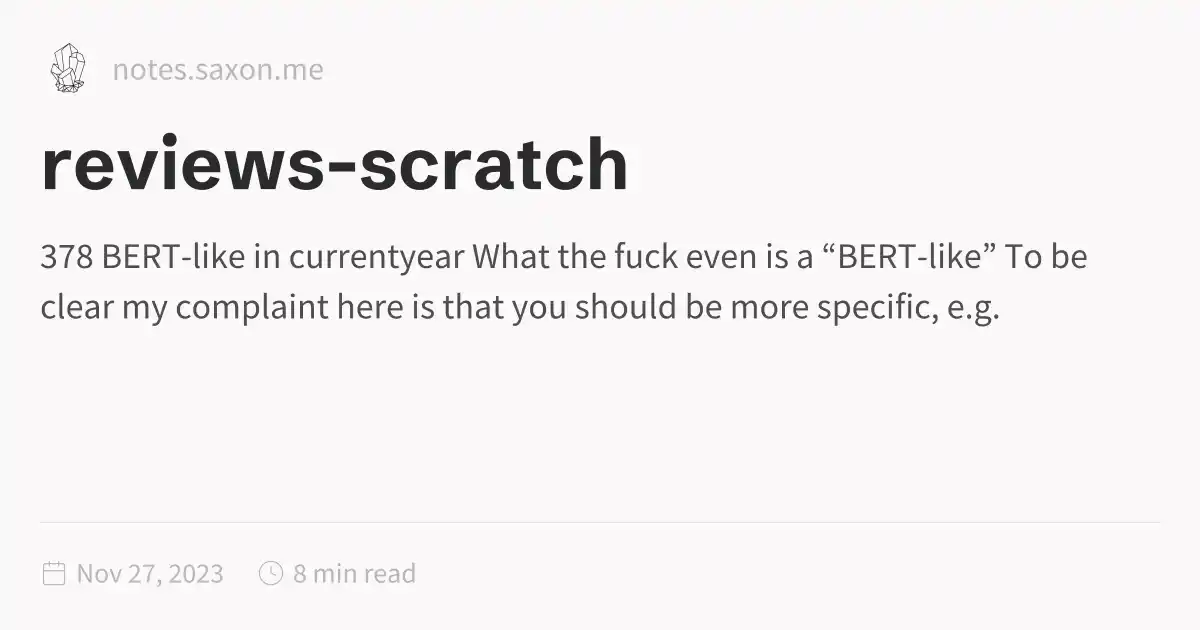 notes.saxon.me
reviews-scratch
378 BERT-like in currentyear What the fuck even is a “BERT-like” To be
clear my complaint here is that you should be more specific, e.g.
Nov 27, 2023 8 min read